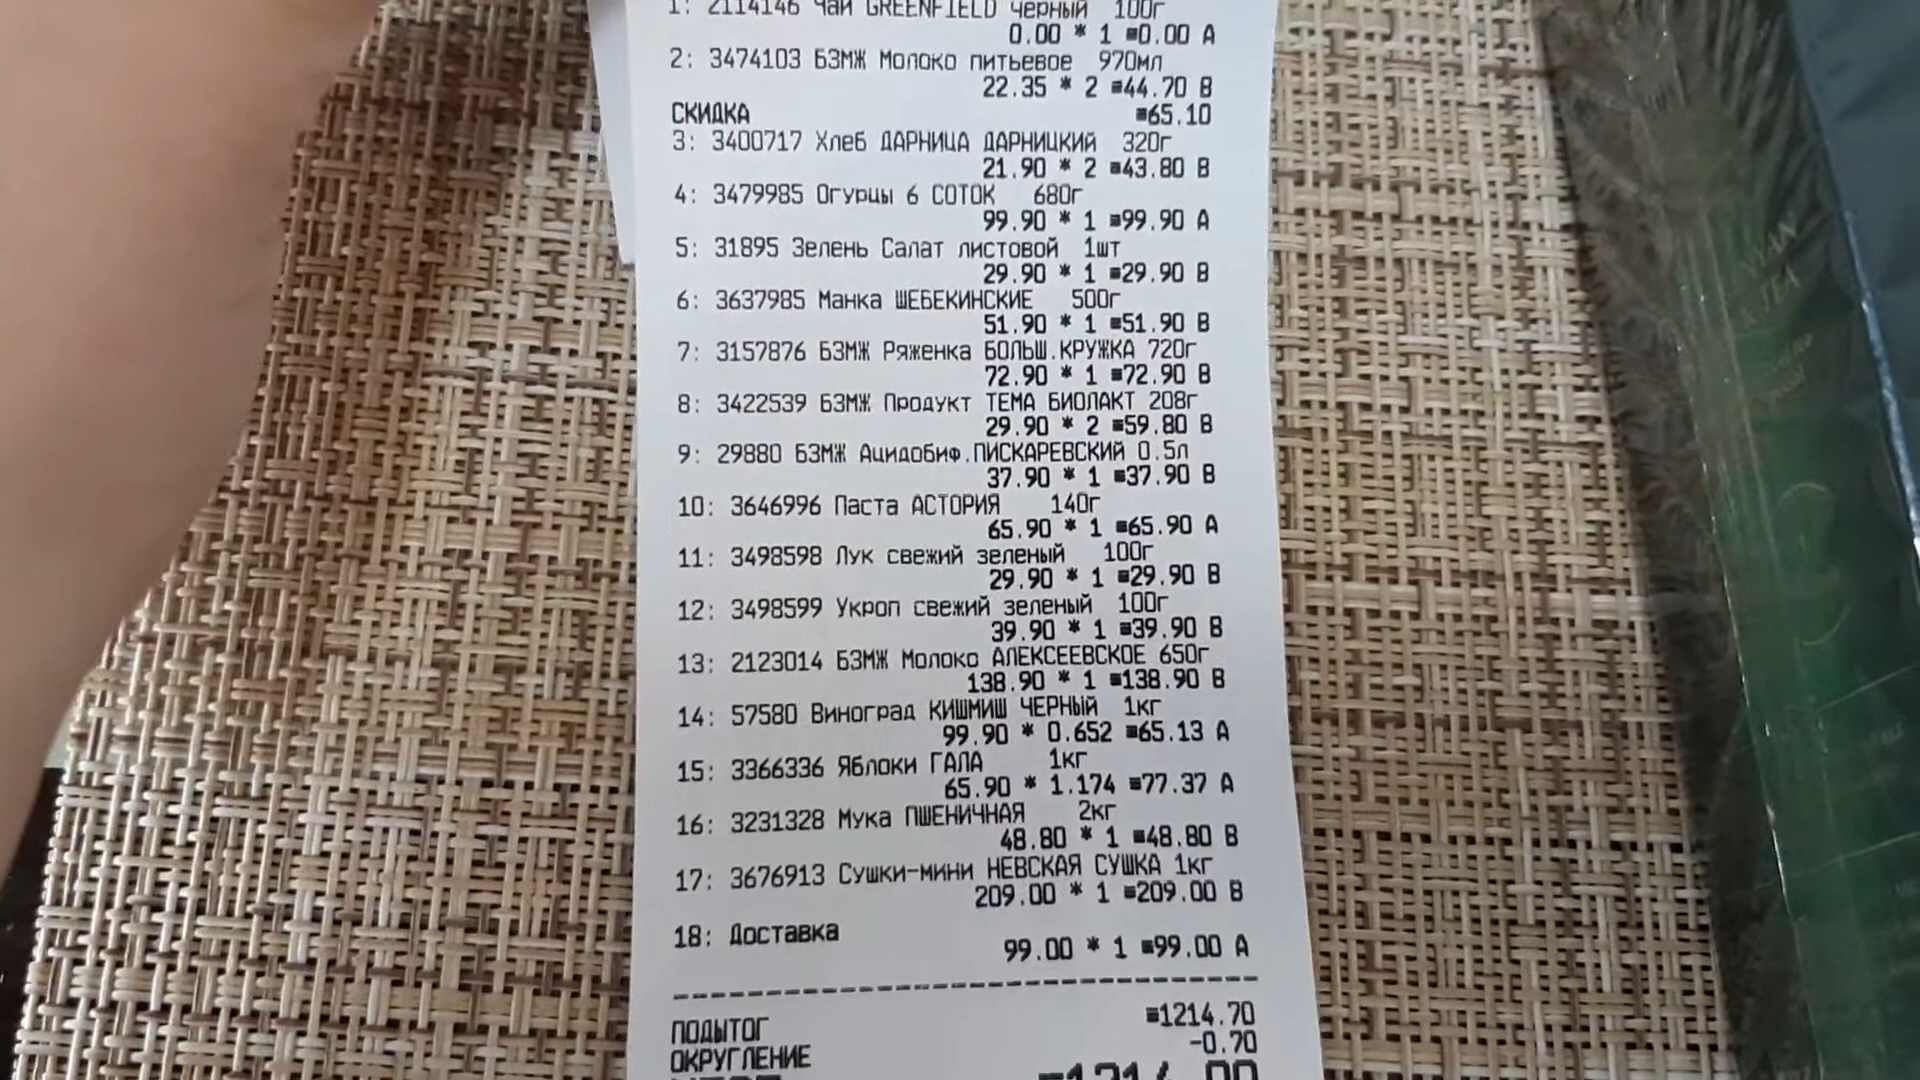 1: 2114146 Чай GREENFIELD черный 100г
0.00 * 1 =0.00 А
2: 3474103 БЗМЖ Молоко питьевое 970мл
22.35 * 2 =44.70 В
СКИДКА =65.10
3: 3400717 Хлеб ДАРНИЦА ДАРНИЦКИЙ 320г
21.90 * 2 =43.80 В
4: 3479985 Огурцы 6 СОТОК 680г
99.90 * 1 =99.90 А
5: 31895 Зелень Салат листовой 1шт
29.90 * 1 =29.90 В
6: 3637985 Манка ШЕБЕКИНСКИЕ 500г
51.90 * 1 =51.90 В
7: 3157876 БЗМЖ Ряженка БОЛЬШ.КРУЖКА 720г
72.90 * 1 =72.90 В
8: 3422539 БЗМЖ Продукт ТЕМА БИОЛАКТ 208г
29.90 * 2 =59.80 В
9: 29880 БЗМЖ Ацидобиф.ПИСКАРЕВСКИЙ 0.5л
37.90 * 1 =37.90 В
10: 3646996 Паста АСТОРИЯ 140г
65.90 * 1 =65.90 А
11: 3498598 Лук свежий зеленый 100г
29.90 * 1 =29.90 В
12: 3498599 Укроп свежий зеленый 100г
39.90 * 1 =39.90 В
13: 2123014 БЗМЖ Молоко АЛЕКСЕЕВСКОЕ 650г
138.90 * 1 =138.90 В
14: 57580 Виноград КИШМИШ ЧЕРНЫЙ 1кг
99.90 * 0.652 =65.13 А
15: 3366336 Яблоки ГАЛА 1кг
65.90 * 1.174 =77.37 А
16: 3231328 Мука ПШЕНИЧНАЯ 2кг
48.80 * 1 =48.80 В
17: 3676913 Сушки-мини НЕВСКАЯ СУШКА 1кг
209.00 * 1 =209.00 В
18: Доставка
99.00 * 1 =99.00 А
ПОДЫТОГ =1214.70
ОКРУГЛЕНИЕ -0.70
ИТОГ =1214.00
TEA